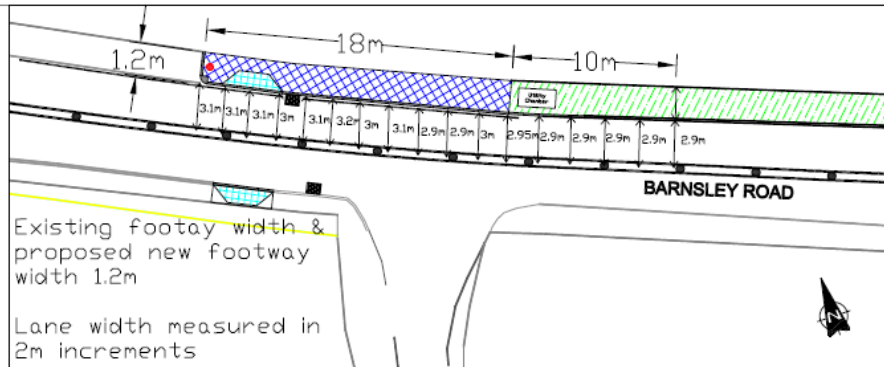 18m
10m
1.2m
Utility
Chamber
3.1m 3.1m 3.1m 3m 3.1m 3.2m 3m 3.1m 2.9m 2.9m 3m 2.95m 2.9m 2.9m 2.9m 2.9m 2.9m
BARNSLEY ROAD
Existing footay width &
proposed new footway
width 1.2m
Lane width measured in
2m increments
N